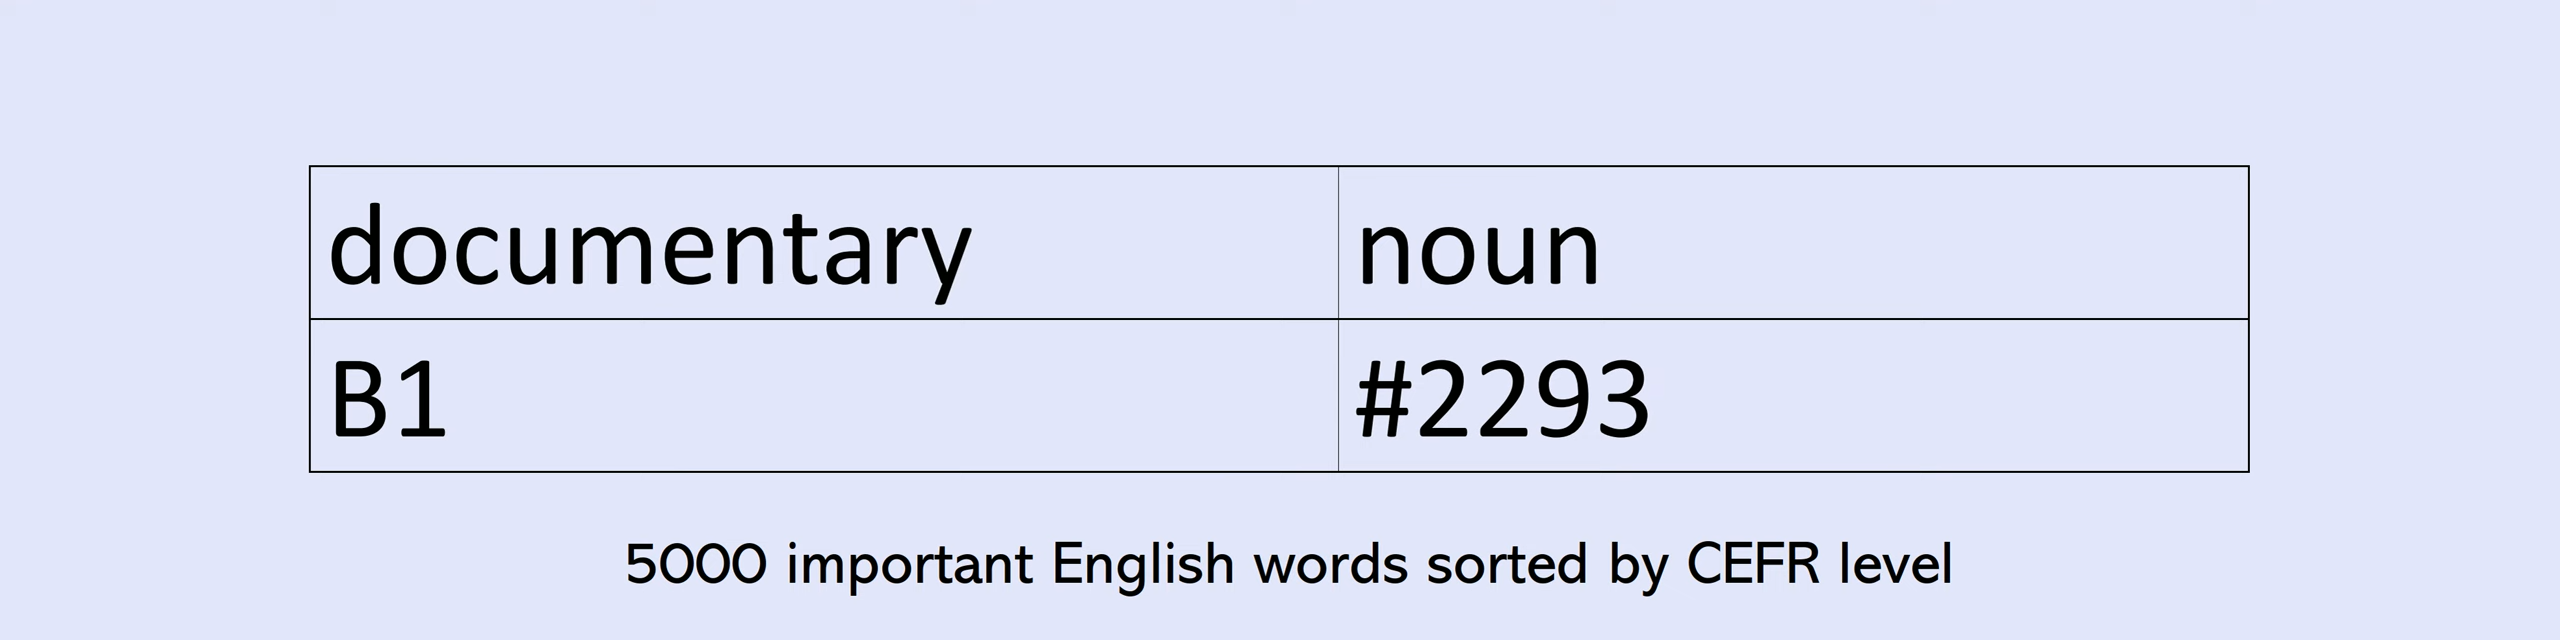 documentary noun
B1 #2293
5000 important English words sorted by CEFR level